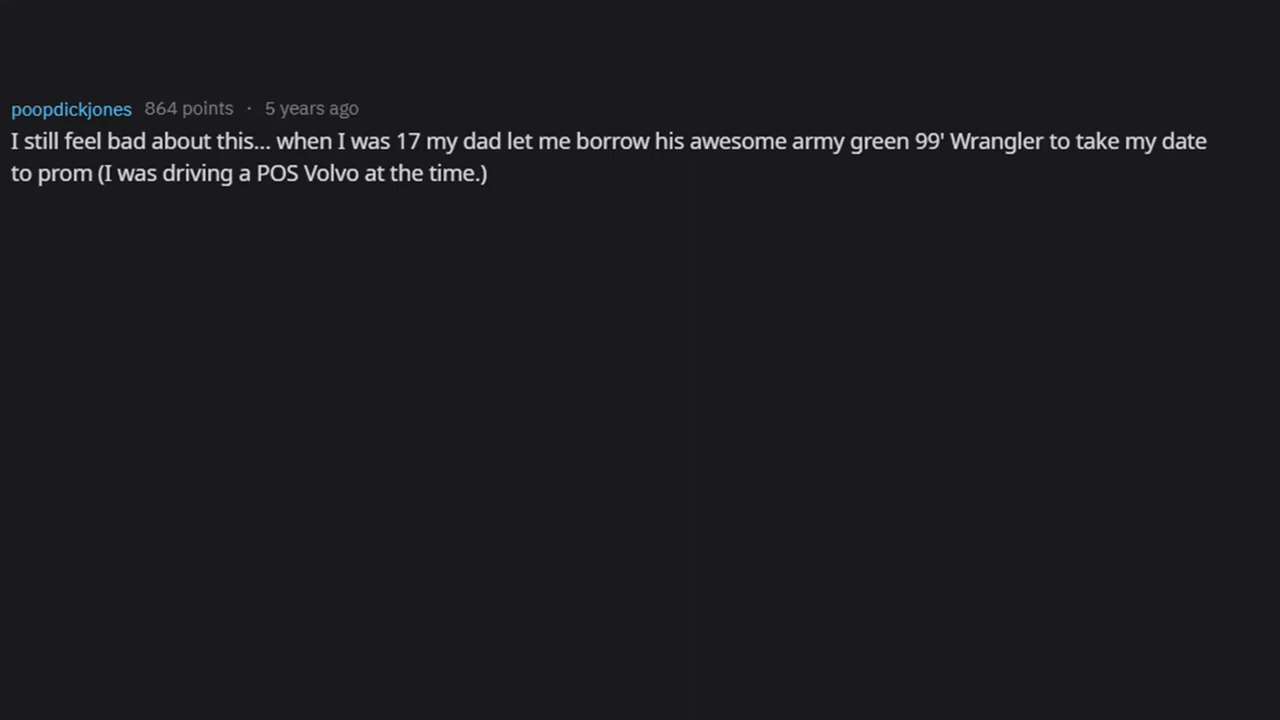 poopdickjones 864 points · 5 years ago
I still feel bad about this... when I was 17 my dad let me borrow his awesome army green 99' Wrangler to take my date
to prom (I was driving a POS Volvo at the time.)